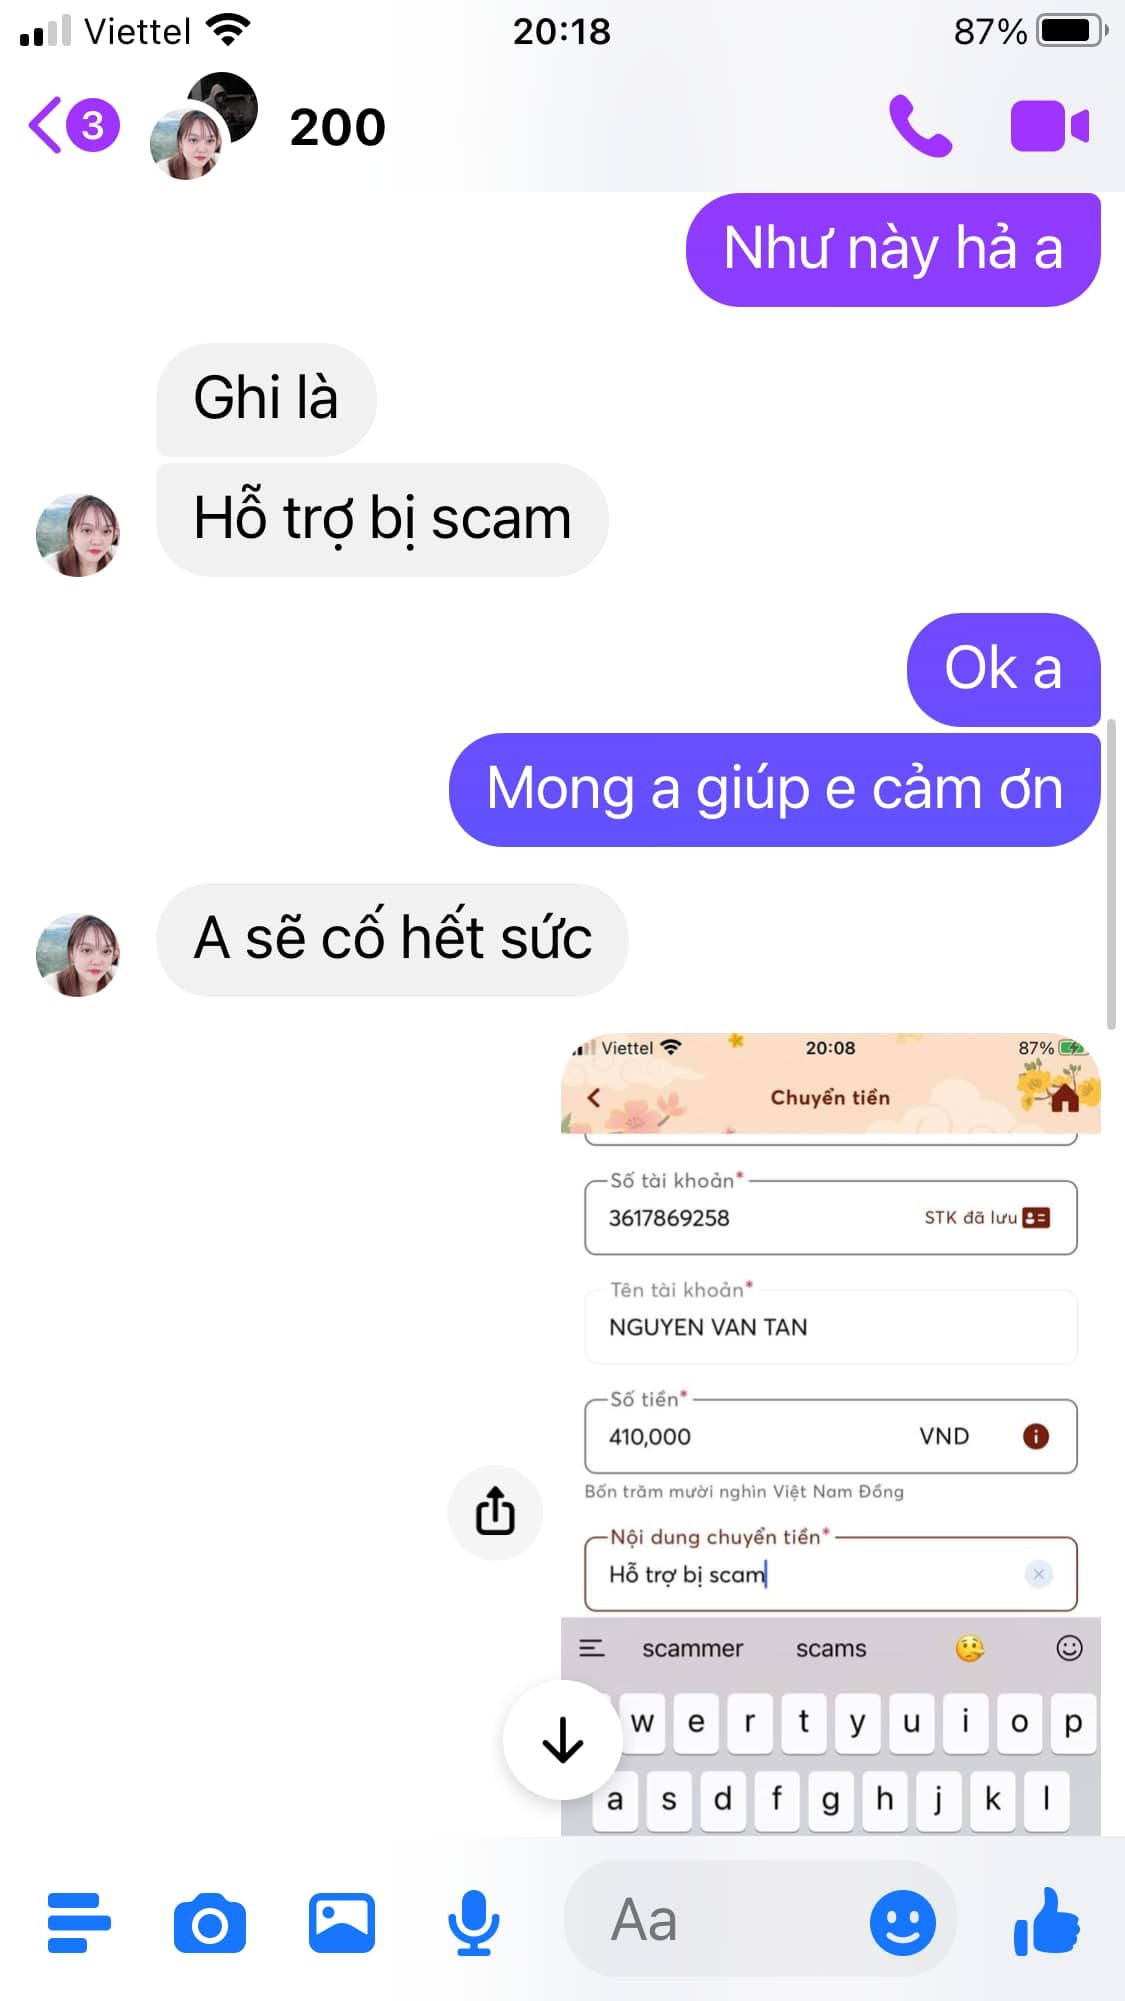 Viettel
20:18
87%
3
200
Như này hả a
Ghi là
Hỗ trợ bị scam
Ok a
Mong a giúp e cảm ơn
A sẽ cố hết sức
Viettel
20:08
87%
Chuyển tiền
Số tài khoản*
3617869258
STK đã lưu
Tên tài khoản*
NGUYEN VAN TAN
Số tiền*
410,000
VND
Bốn trăm mười nghìn Việt Nam Đồng
Nội dung chuyển tiền*
Hỗ trợ bị scam
scammer scams
w e r t y u i o p
a s d f g h j k l
Aa